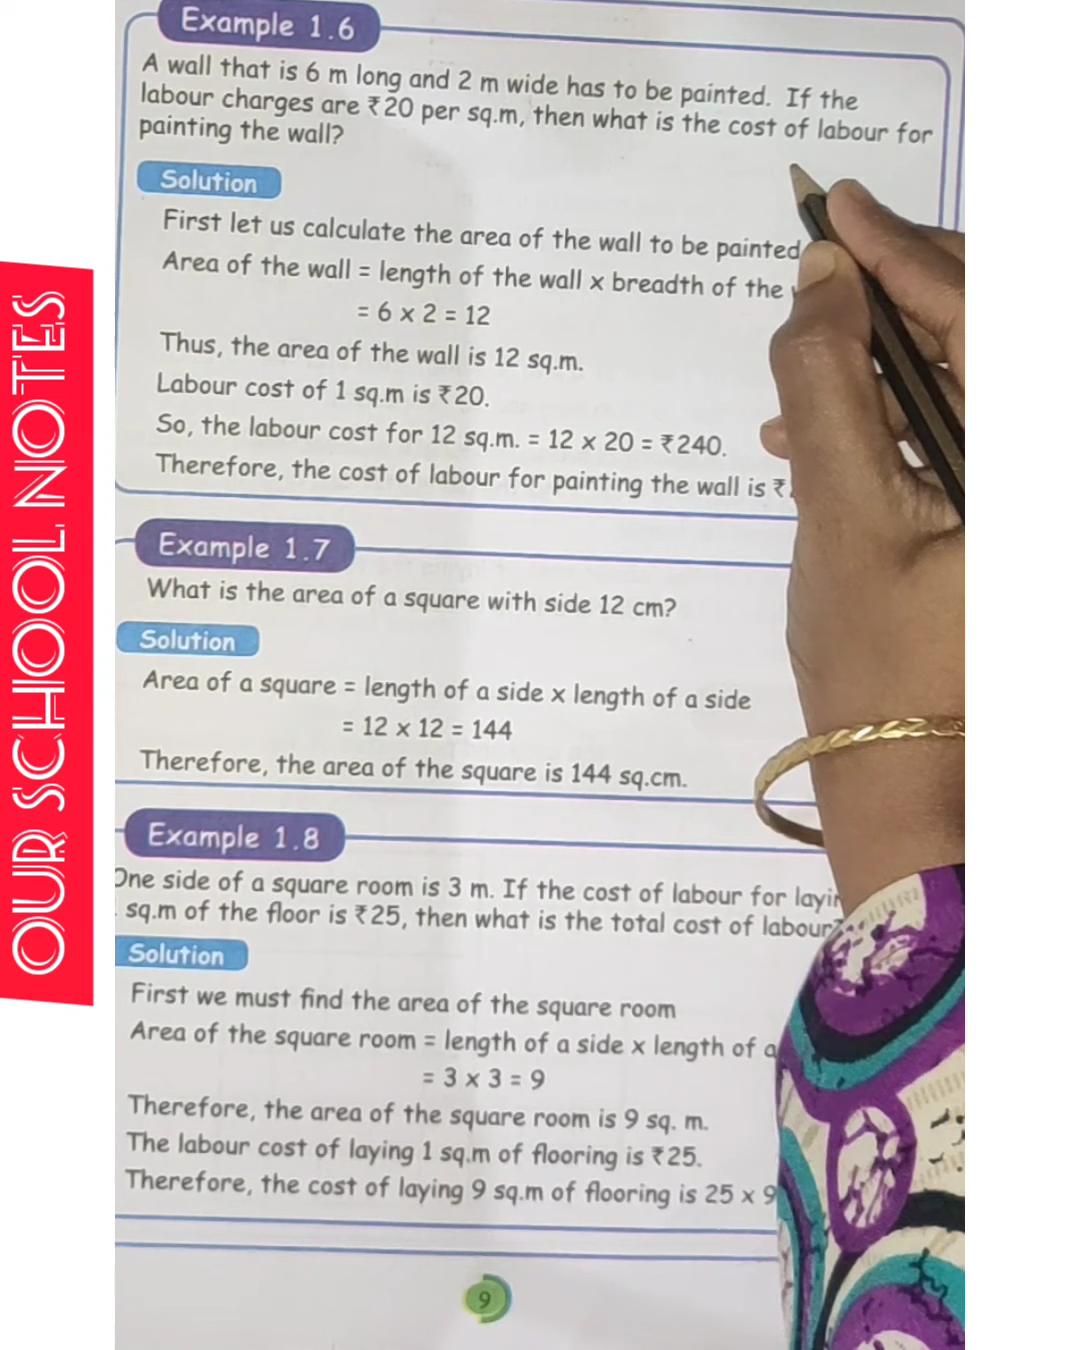 OUR SCHOOL NOTES
Example 1.6
A wall that is 6 m long and 2 m wide has to be painted. If the
labour charges are ₹20 per sq.m, then what is the cost of labour for
painting the wall?
Solution
First let us calculate the area of the wall to be painted
Area of the wall = length of the wall x breadth of the
= 6 x 2 = 12
Thus, the area of the wall is 12 sq.m.
Labour cost of 1 sq.m is ₹20.
So, the labour cost for 12 sq.m. = 12 x 20 = ₹240.
Therefore, the cost of labour for painting the wall is ₹
Example 1.7
What is the area of a square with side 12 cm?
Solution
Area of a square = length of a side x length of a side
= 12 x 12 = 144
Therefore, the area of the square is 144 sq.cm.
Example 1.8
One side of a square room is 3 m. If the cost of labour for
sq.m of the floor is ₹25, then what is the total cost of labour?
Solution
First we must find the area of the square room
Area of the square room = length of a side x length of a
= 3 x 3 = 9
Therefore, the area of the square room is 9 sq. m.
The labour cost of laying 1 sq.m of flooring is ₹25.
Therefore, the cost of laying 9 sq.m of flooring is 25 x 9
9